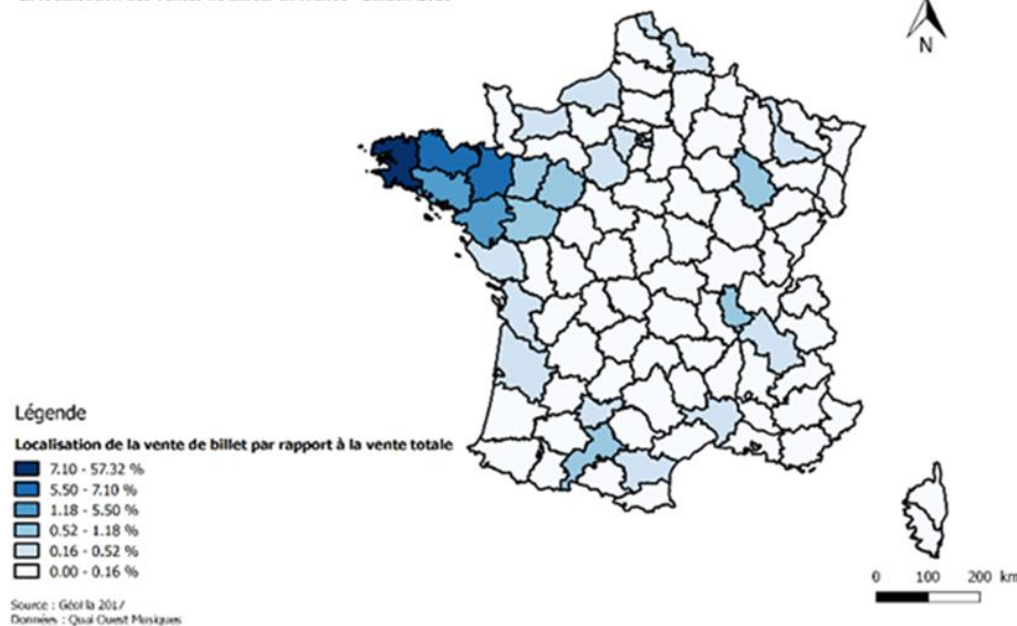 N
Légende
Localisation de la vente de billet par rapport à la vente totale
7.10 - 57.32 %
5.50 - 7.10 %
1.18 - 5.50 %
0.52 - 1.18 %
0.16 - 0.52 %
0.00 - 0.16 %
0 100 200 km
Source : 2017
Données : Quai Ouest Musiques